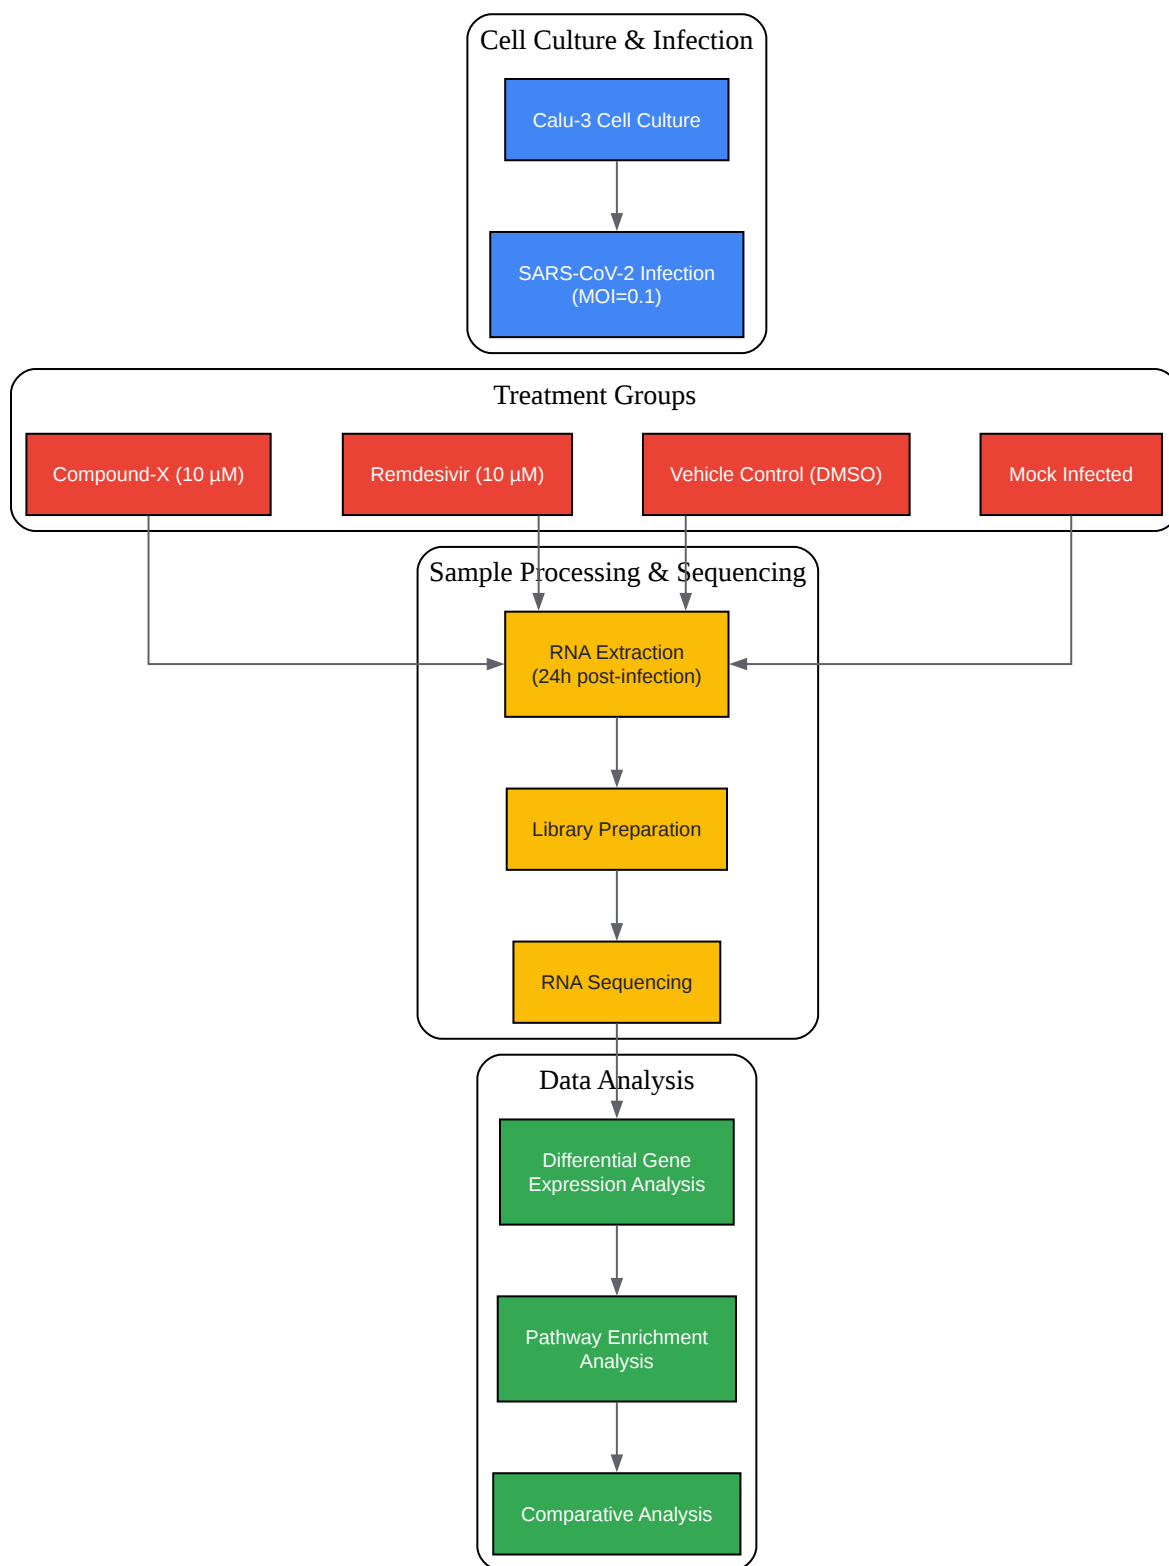 Cell Culture & Infection
Calu-3 Cell Culture
SARS-CoV-2 Infection
(MOI=0.1)
Treatment Groups
Compound-X (10 µM)
Remdesivir (10 µM)
Vehicle Control (DMSO)
Mock Infected
Sample Processing & Sequencing
RNA Extraction
(24h post-infection)
Library Preparation
RNA Sequencing
Data Analysis
Differential Gene
Expression Analysis
Pathway Enrichment
Analysis
Comparative Analysis